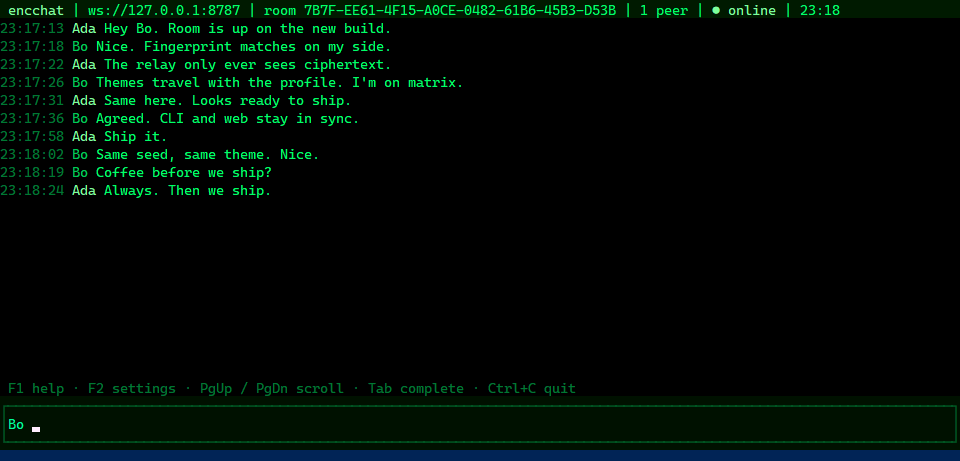 encchat | ws://127.0.0.1:8787 | room 7B7F-EE61-4F15-A0CE-0482-61B6-45B3-D53B | 1 peer | ● online | 23:18
23:17:13 Ada Hey Bo. Room is up on the new build.
23:17:18 Bo Nice. Fingerprint matches on my side.
23:17:22 Ada The relay only ever sees ciphertext.
23:17:26 Bo Themes travel with the profile. I'm on matrix.
23:17:31 Ada Same here. Looks ready to ship.
23:17:36 Bo Agreed. CLI and web stay in sync.
23:17:58 Ada Ship it.
23:18:02 Bo Same seed, same theme. Nice.
23:18:19 Bo Coffee before we ship?
23:18:24 Ada Always. Then we ship.
F1 help · F2 settings · PgUp / PgDn scroll · Tab complete · Ctrl+C quit
Bo